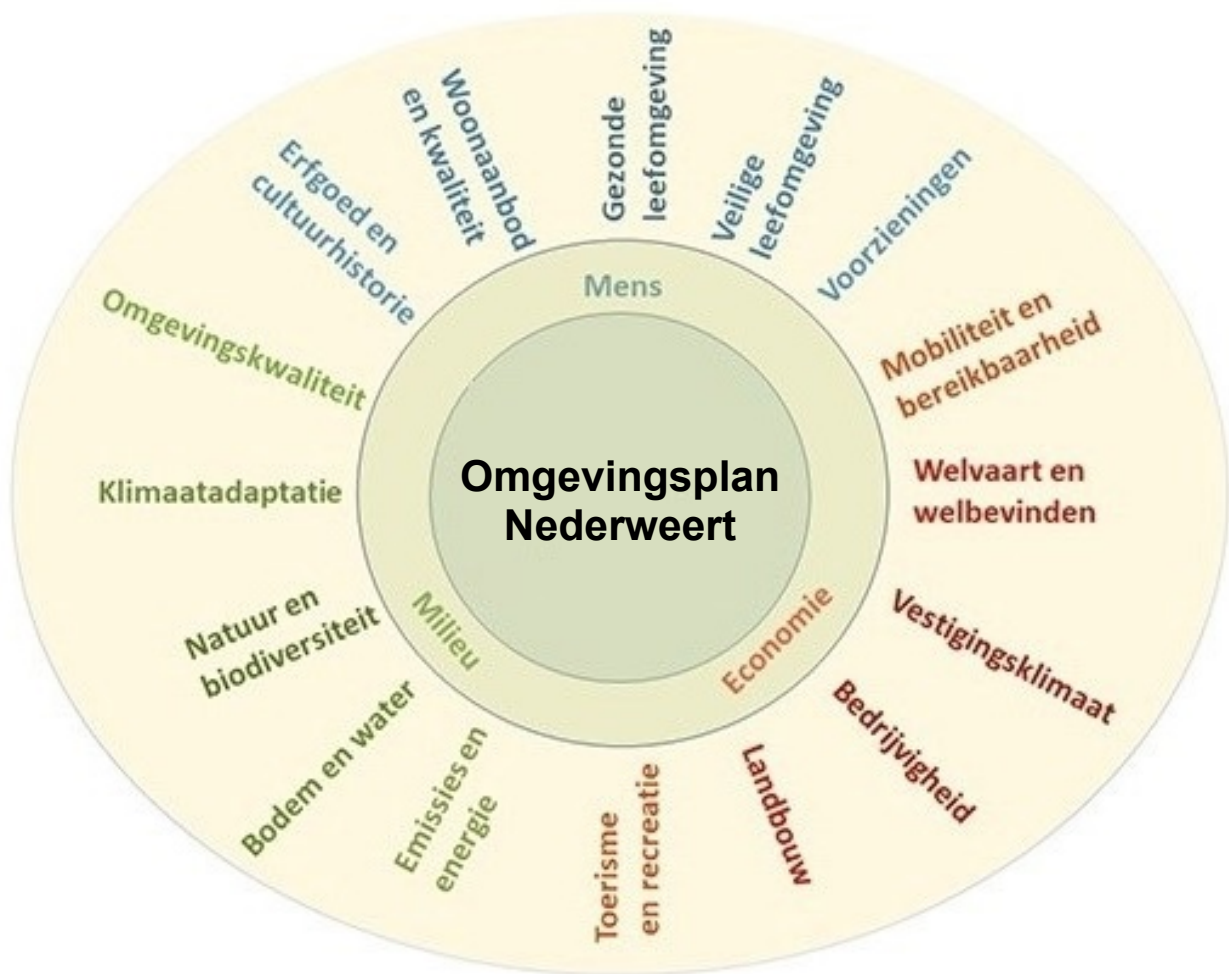 Omgevingsplan
Nederweert
Mens
Economie
Milieu
Woonaanbod
en kwaliteit
Gezonde
leefomgeving
Veilige
leefomgeving
Voorzieningen
Mobiliteit en
bereikbaarheid
Welvaart en
welbevinden
Vestigingsklimaat
Bedrijvigheid
Landbouw
Toerisme
en recreatie
Emissies en
energie
Bodem en water
Natuur en
biodiversiteit
Klimaatadaptatie
Omgevingskwaliteit
Erfgoed en
cultuurhistorie